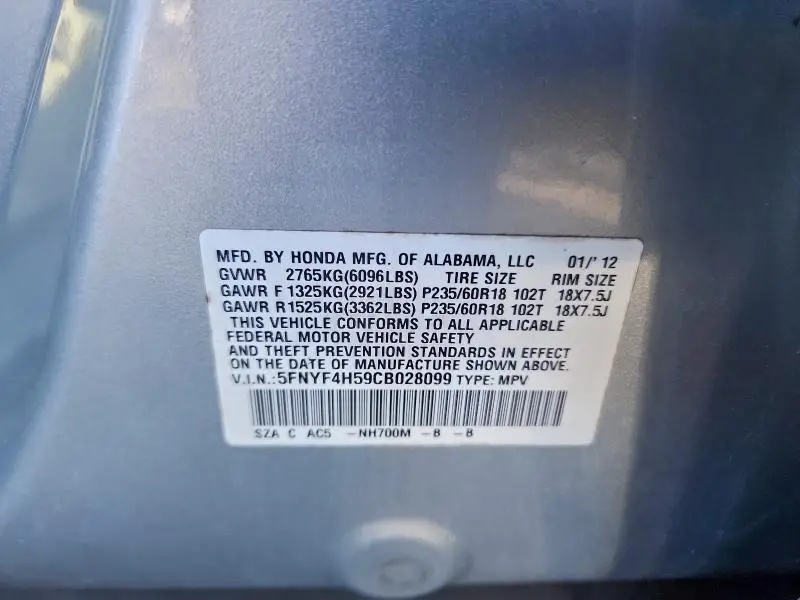 MFD. BY HONDA MFG. OF ALABAMA, LLC 01/'12
GVWR 2765KG(6096LBS) TIRE SIZE RIM SIZE
GAWR F 1325KG(2921LBS) P235/60R18 102T 18X7.5J
GAWR R1525KG(3362LBS) P235/60R18 102T 18X7.5J
THIS VEHICLE CONFORMS TO ALL APPLICABLE
FEDERAL MOTOR VEHICLE SAFETY
AND THEFT PREVENTION STANDARDS IN EFFECT
ON THE DATE OF MANUFACTURE SHOWN ABOVE.
V.I.N.:5FNYF4H59CB028099 TYPE: MPV
SZA C AC5 -NH700M -B -B